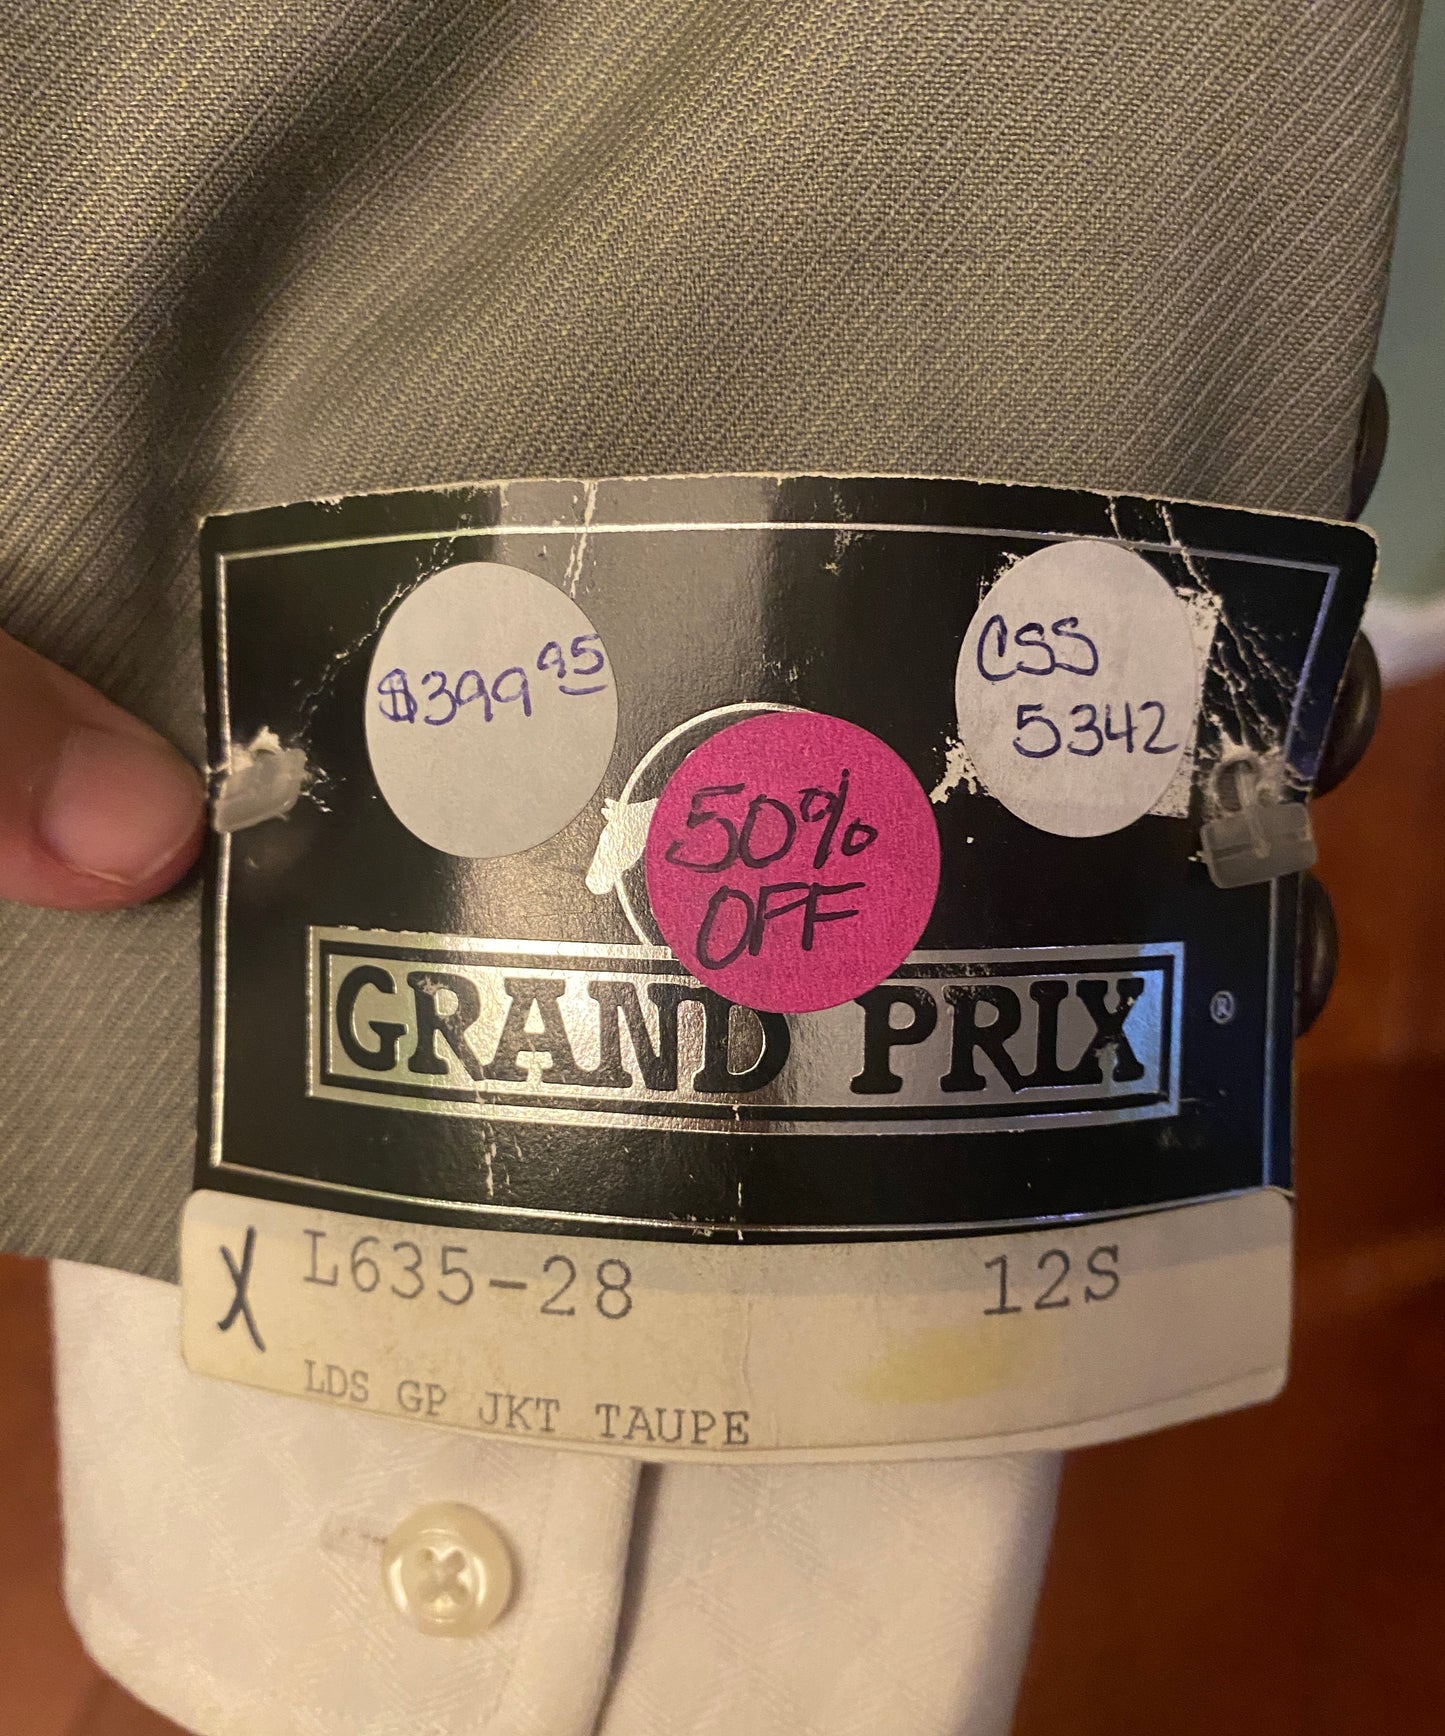 $399 95
CSS
5342
50%
OFF
GRAND PRIX ®
X L635-28 12S
LDS GP JKT TAUPE